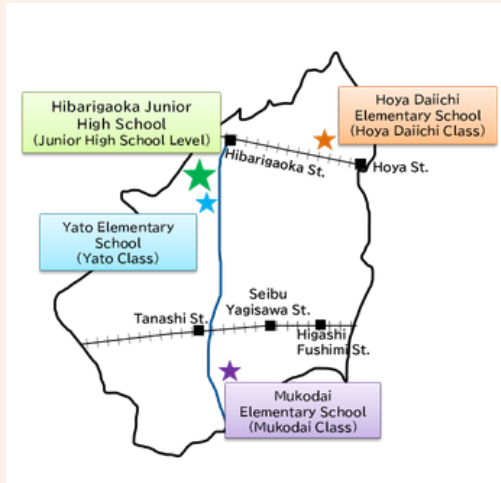 Hibarigaoka Junior
High School
(Junior High School Level)
Hoya Daiichi
Elementary School
(Hoya Daiichi Class)
Hibarigaoka St.
Hoya St.
Yato Elementary
School
(Yato Class)
Tanashi St.
Seibu
Yagisawa St.
Higashi
Fushimi St.
Mukodai
Elementary School
(Mukodai Class)